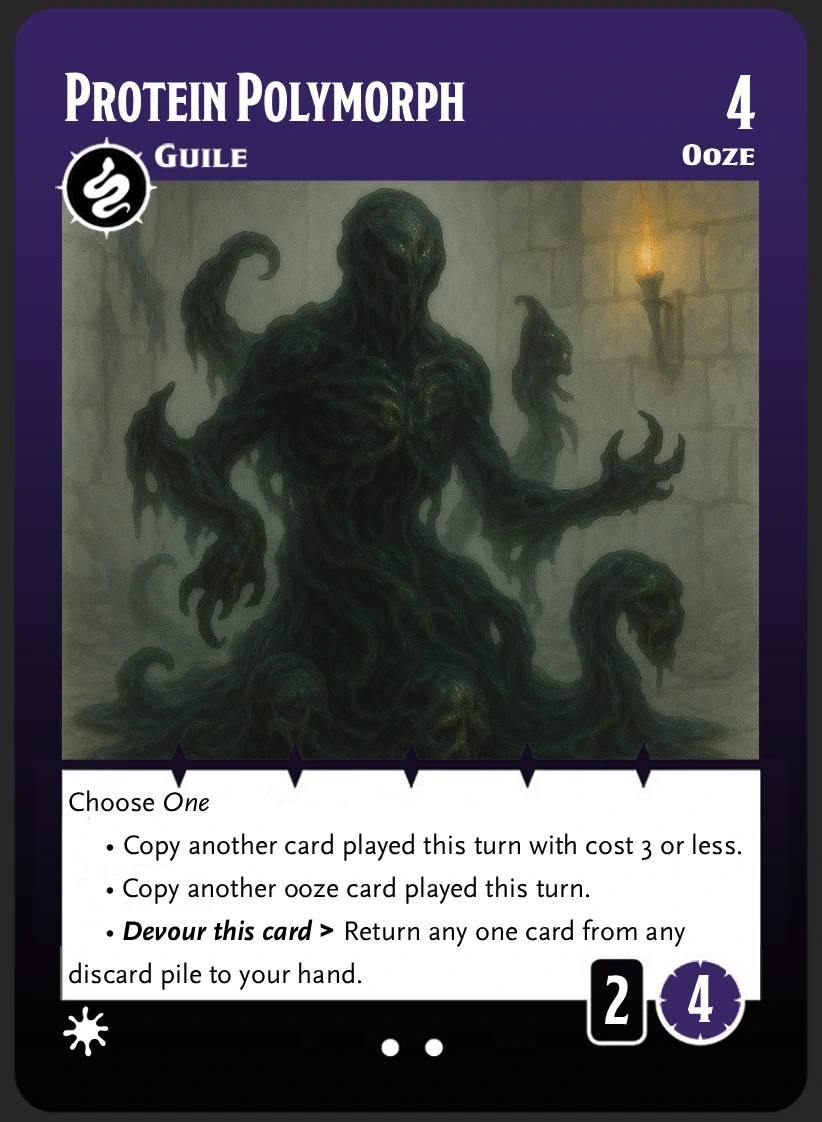 Protein Polymorph 4
Guile Ooze
Choose One
• Copy another card played this turn with cost 3 or less.
• Copy another ooze card played this turn.
• Devour this card > Return any one card from any
discard pile to your hand.
2 4